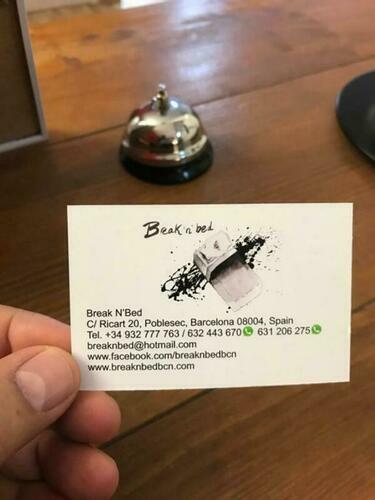 Break 'n' bed
Break N'Bed
C/ Ricart 20, Poblesec, Barcelona 08004, Spain
Tel. +34 932 777 763 / 632 443 670 631 206 275
breaknbed@hotmail.com
www.facebook.com/breaknbedbcn
www.breaknbedbcn.com